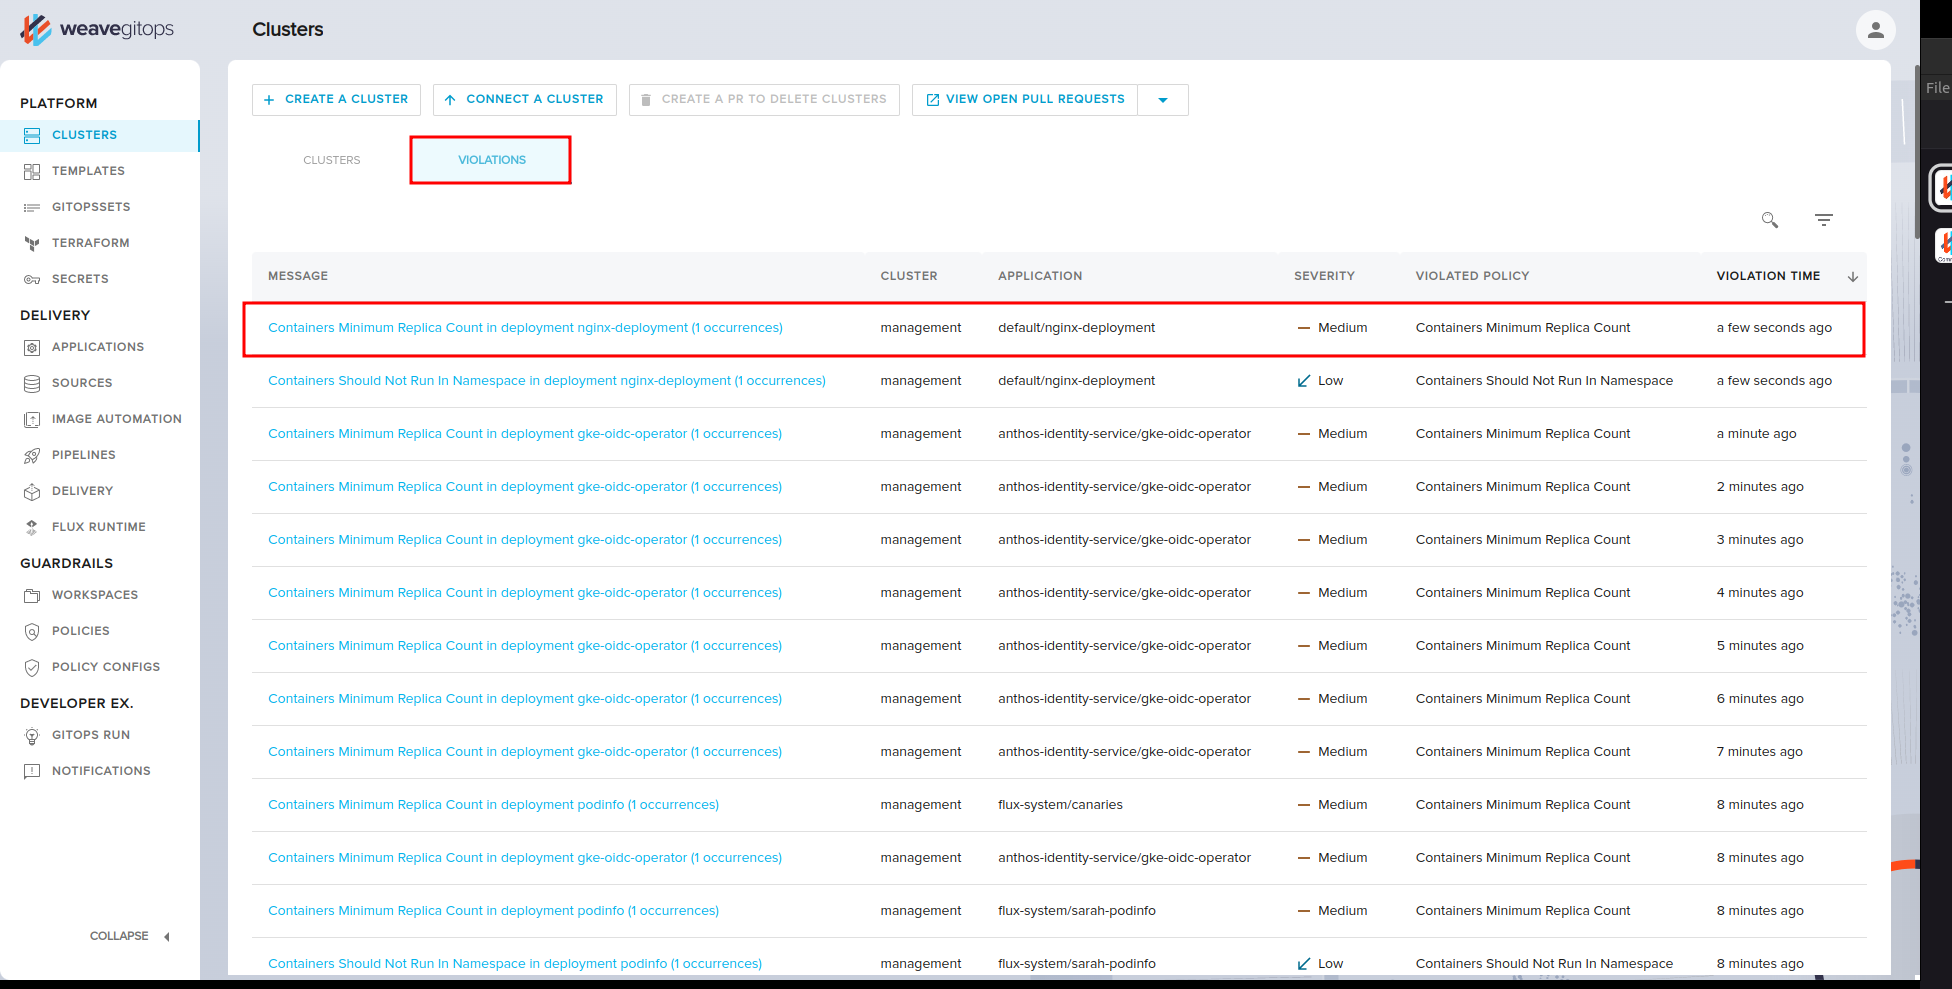 weavegitops
Clusters
File
PLATFORM
CLUSTERS
TEMPLATES
GITOPSSETS
TERRAFORM
SECRETS
DELIVERY
APPLICATIONS
SOURCES
IMAGE AUTOMATION
PIPELINES
DELIVERY
FLUX RUNTIME
GUARDRAILS
WORKSPACES
POLICIES
POLICY CONFIGS
DEVELOPER EX.
GITOPS RUN
NOTIFICATIONS
COLLAPSE
CREATE A CLUSTER CONNECT A CLUSTER CREATE A PR TO DELETE CLUSTERS VIEW OPEN PULL REQUESTS
CLUSTERS VIOLATIONS
MESSAGE CLUSTER APPLICATION SEVERITY VIOLATED POLICY VIOLATION TIME
Containers Minimum Replica Count in deployment nginx-deployment (1 occurrences) management default/nginx-deployment Medium Containers Minimum Replica Count a few seconds ago
Containers Should Not Run In Namespace in deployment nginx-deployment (1 occurrences) management default/nginx-deployment Low Containers Should Not Run In Namespace a few seconds ago
Containers Minimum Replica Count in deployment gke-oidc-operator (1 occurrences) management anthos-identity-service/gke-oidc-operator Medium Containers Minimum Replica Count a minute ago
Containers Minimum Replica Count in deployment gke-oidc-operator (1 occurrences) management anthos-identity-service/gke-oidc-operator Medium Containers Minimum Replica Count 2 minutes ago
Containers Minimum Replica Count in deployment gke-oidc-operator (1 occurrences) management anthos-identity-service/gke-oidc-operator Medium Containers Minimum Replica Count 3 minutes ago
Containers Minimum Replica Count in deployment gke-oidc-operator (1 occurrences) management anthos-identity-service/gke-oidc-operator Medium Containers Minimum Replica Count 4 minutes ago
Containers Minimum Replica Count in deployment gke-oidc-operator (1 occurrences) management anthos-identity-service/gke-oidc-operator Medium Containers Minimum Replica Count 5 minutes ago
Containers Minimum Replica Count in deployment gke-oidc-operator (1 occurrences) management anthos-identity-service/gke-oidc-operator Medium Containers Minimum Replica Count 6 minutes ago
Containers Minimum Replica Count in deployment gke-oidc-operator (1 occurrences) management anthos-identity-service/gke-oidc-operator Medium Containers Minimum Replica Count 7 minutes ago
Containers Minimum Replica Count in deployment podinfo (1 occurrences) management flux-system/canaries Medium Containers Minimum Replica Count 8 minutes ago
Containers Minimum Replica Count in deployment gke-oidc-operator (1 occurrences) management anthos-identity-service/gke-oidc-operator Medium Containers Minimum Replica Count 8 minutes ago
Containers Minimum Replica Count in deployment podinfo (1 occurrences) management flux-system/sarah-podinfo Medium Containers Minimum Replica Count 8 minutes ago
Containers Should Not Run In Namespace in deployment podinfo (1 occurrences) management flux-system/sarah-podinfo Low Containers Should Not Run In Namespace 8 minutes ago